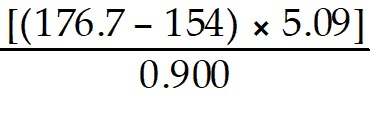 [(176.7 – 154) × 5.09]
0.900